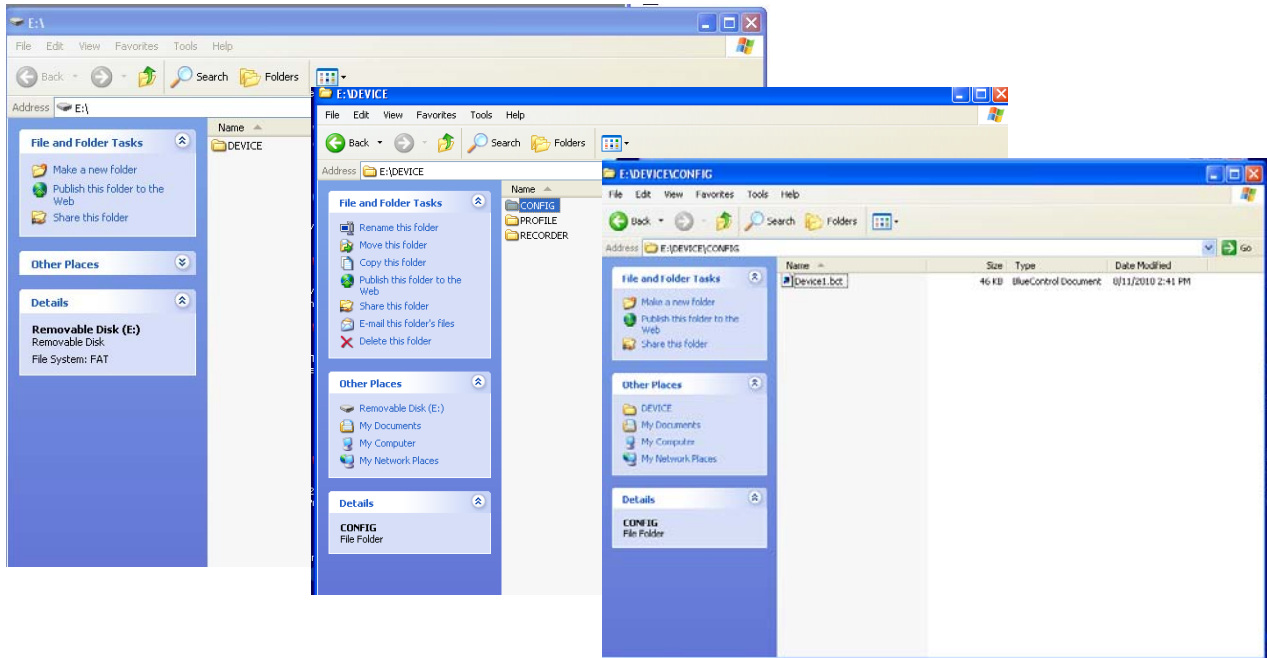 E:\
File Edit View Favorites Tools Help
Back Search Folders
Address E:\
File and Folder Tasks
Make a new folder
Publish this folder to the
Web
Share this folder
Other Places
Details
Removable Disk (E:)
Removable Disk
File System: FAT
Name
DEVICE
E:\DEVICE
File Edit View Favorites Tools Help
Back Search Folders
Address E:\DEVICE
File and Folder Tasks
Rename this folder
Move this folder
Copy this folder
Publish this folder to the
Web
Share this folder
E-mail this folder's files
Delete this folder
Other Places
Removable Disk (E:)
My Documents
My Computer
My Network Places
Details
CONFIG
File Folder
Name
CONFIG
PROFILE
RECORDER
E:\DEVICE\CONFIG
File Edit View Favorites Tools Help
Back Search Folders
Address E:\DEVICE\CONFIG Go
File and Folder Tasks
Make a new folder
Publish this folder to the
Web
Share this folder
Other Places
DEVICE
My Documents
My Computer
My Network Places
Details
CONFIG
File Folder
Name Size Type Date Modified
Device1.bct 46 KB BlueControl Document 8/11/2010 2:41 PM